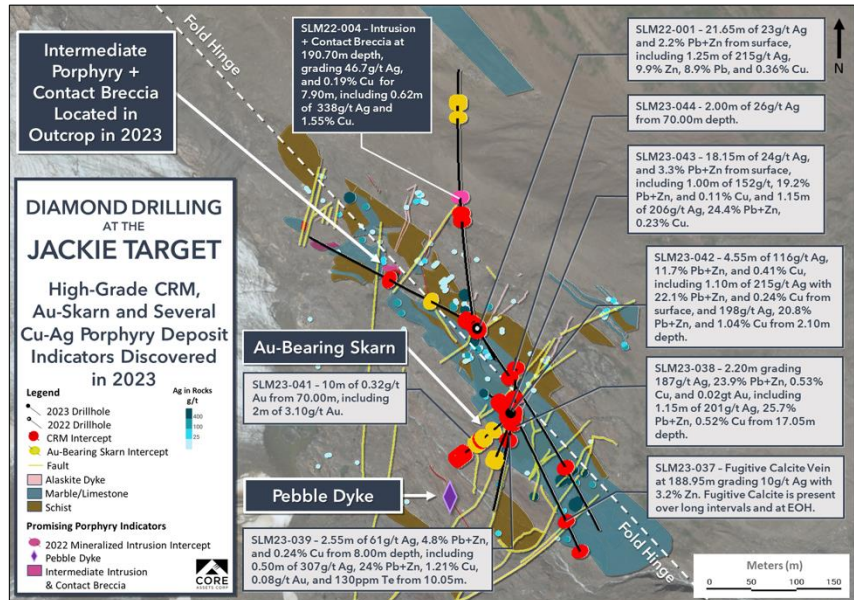 Intermediate
Porphyry +
Contact Breccia
Located in
Outcrop in 2023
Fold Hinge
SLM22-004 – Intrusion
+ Contact Breccia at
190.70m depth,
grading 46.7g/t Ag,
and 0.19% Cu for
7.90m, including 0.62m
of 338g/t Ag and
1.55% Cu.
SLM22-001 – 21.65m of 23g/t Ag
and 2.2% Pb+Zn from surface,
including 1.25m of 215g/t Ag,
9.9% Zn, 8.9% Pb, and 0.36% Cu.
N
SLM23-044 – 2.00m of 26g/t Ag
from 70.00m depth.
SLM23-043 – 18.15m of 24g/t Ag,
and 3.3% Pb+Zn from surface,
including 1.00m of 152g/t, 19.2%
Pb+Zn, and 0.11% Cu, and 1.15m
of 206g/t Ag, 24.4% Pb+Zn,
0.23% Cu.
SLM23-042 – 4.55m of 116g/t Ag,
11.7% Pb+Zn, and 0.41% Cu,
including 1.10m of 215g/t Ag with
22.1% Pb+Zn, and 0.24% Cu from
surface, and 198g/t Ag, 20.8%
Pb+Zn, and 1.04% Cu from 2.10m
depth.
SLM23-038 – 2.20m grading
187g/t Ag, 23.9% Pb+Zn, 0.53%
Cu, and 0.02gt Au, including
1.15m of 201g/t Ag, 25.7%
Pb+Zn, 0.52% Cu from 17.05m
depth.
SLM23-037 – Fugitive Calcite Vein
at 188.95m grading 10g/t Ag with
3.2% Zn. Fugitive Calcite is present
over long intervals and at EOH.
DIAMOND DRILLING
AT THE
JACKIE TARGET
High-Grade CRM,
Au-Skarn and Several
Cu-Ag Porphyry Deposit
Indicators Discovered
in 2023
Legend
2023 Drillhole
2022 Drillhole
CRM Intercept
Au-Bearing Skarn Intercept
Fault
Alaskite Dyke
Marble/Limestone
Schist
Ag in Rocks
g/t
400
100
25
Promising Porphyry Indicators
2022 Mineralized Intrusion Intercept
Pebble Dyke
Intermediate Intrusion
& Contact Breccia
CORE
ASSETS CORP
Au-Bearing Skarn
SLM23-041 – 10m of 0.32g/t
Au from 70.00m, including
2m of 3.10g/t Au.
Pebble Dyke
SLM23-039 – 2.55m of 61g/t Ag, 4.8% Pb+Zn,
and 0.24% Cu from 8.00m depth, including
0.50m of 307g/t Ag, 24% Pb+Zn, 1.21% Cu,
0.08g/t Au, and 130ppm Te from 10.05m.
Fold Hinge
Meters (m)
0 50 100 150